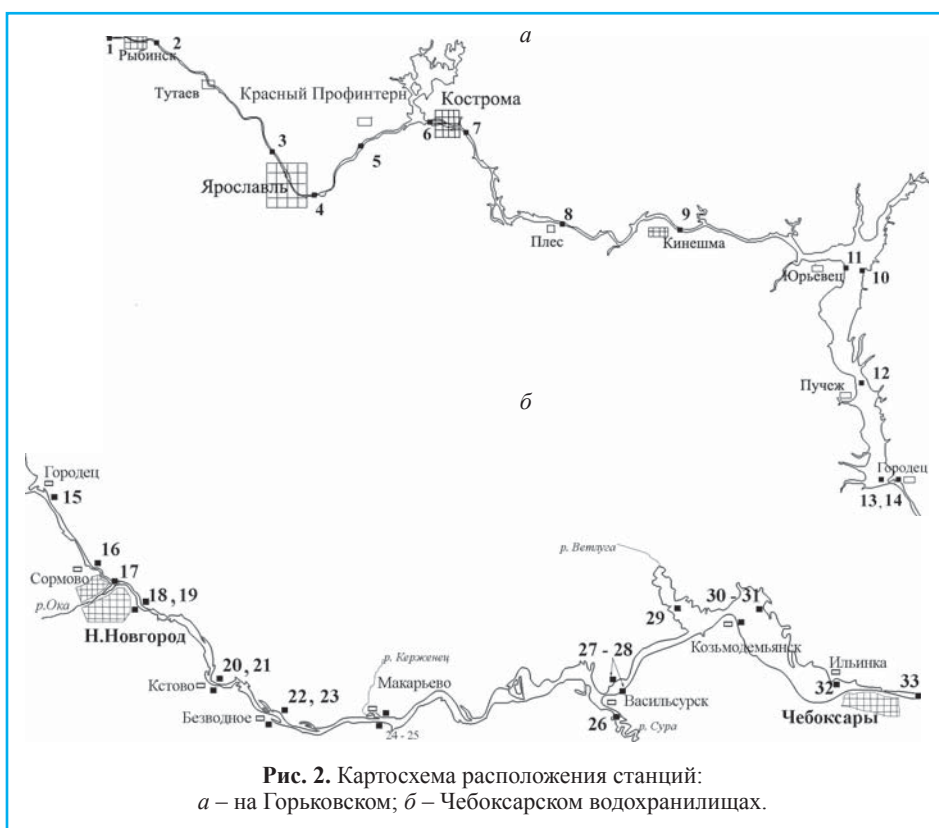 а
1
Рыбинск
2
Тутаев
Красный Профинтерн
Кострома
6
7
3
5
Ярославль
4
8
Плес
9
Кинешма
11
Юрьевец
10
12
Пучеж
Городец
13, 14
б
Городец
15
16
Сормово
17
р.Ока
18 , 19
Н.Новгород
20 , 21
Кстово
22 , 23
Безводное
р. Керженец
Макарьево
24 - 25
р. Ветлуга
29
30 - 31
Козьмодемьянск
27 - 28
Васильсурск
26
р. Сура
Ильинка
32
33
Чебоксары
Рис. 2. Картосхема расположения станций:
а – на Горьковском; б – Чебоксарском водохранилищах.